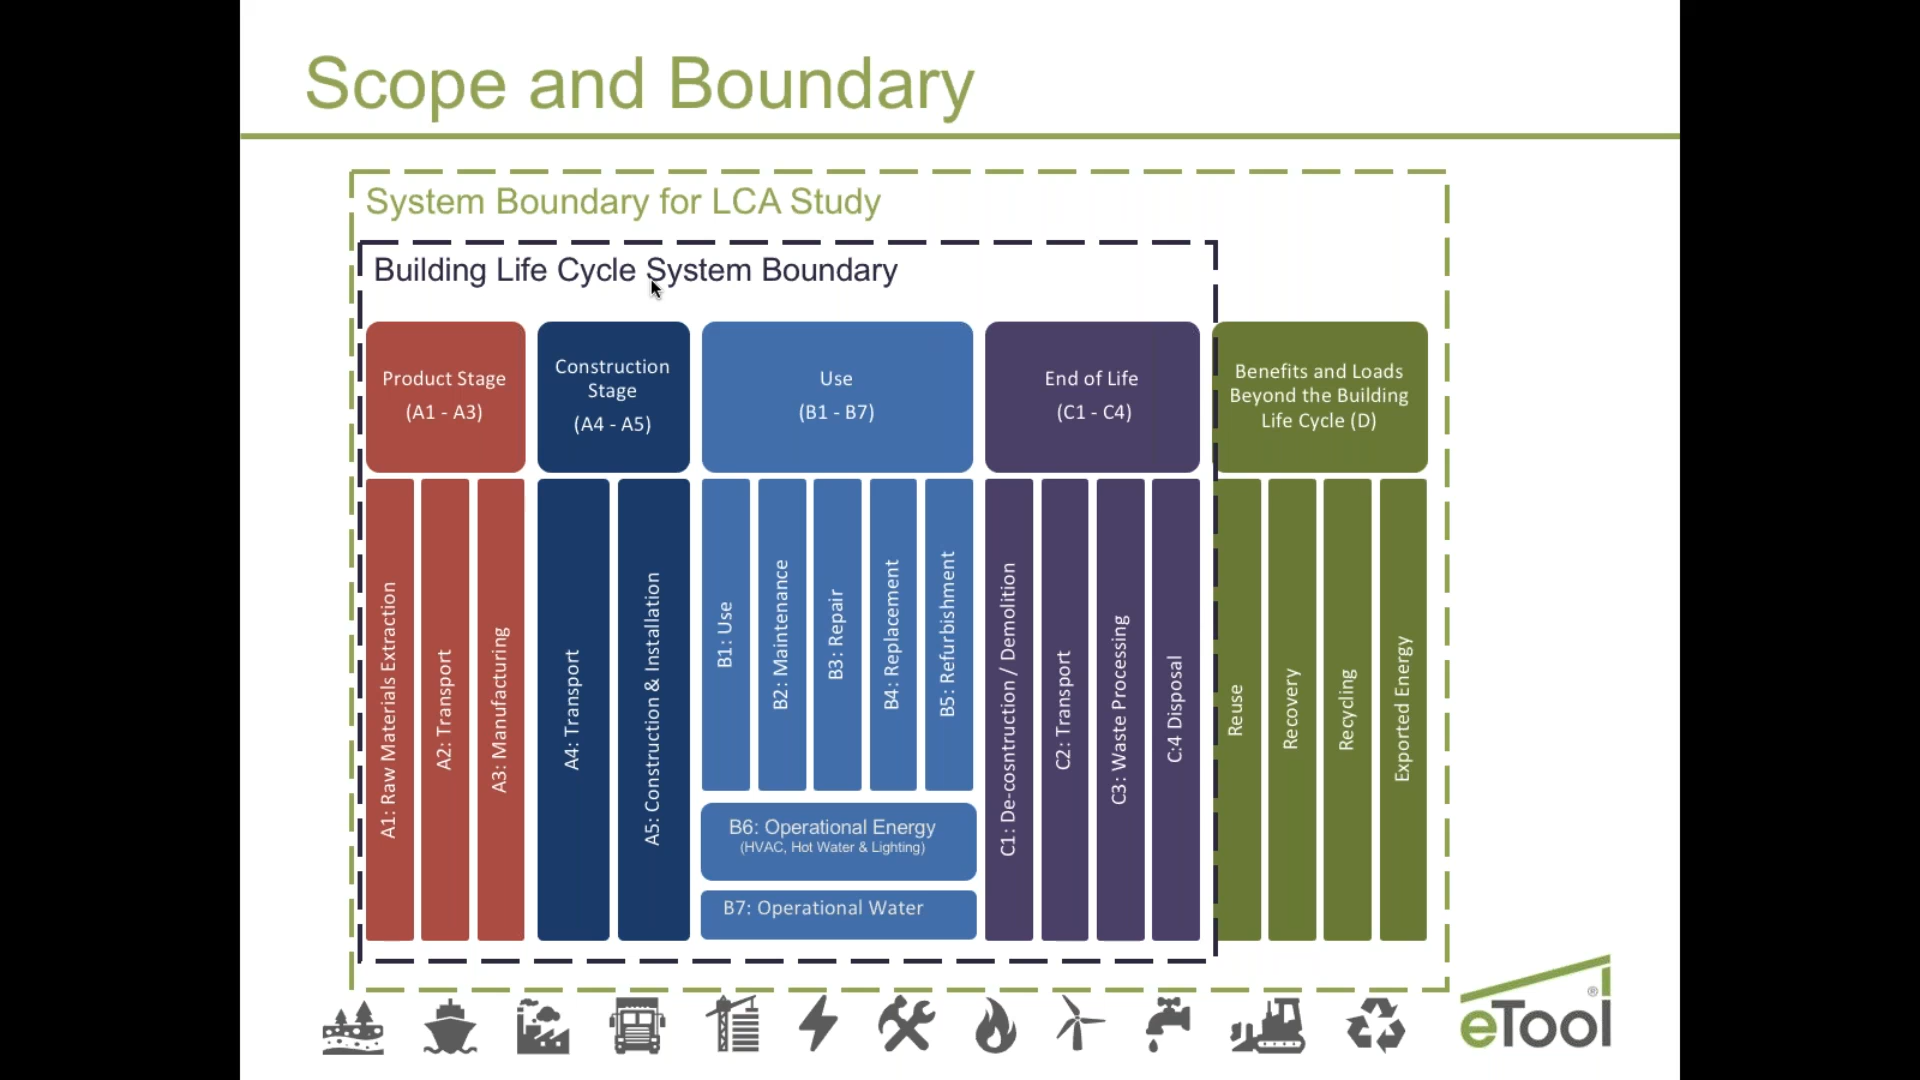 Scope and Boundary
System Boundary for LCA Study
Building Life Cycle System Boundary
Product Stage
(A1 - A3)
Construction
Stage
(A4 - A5)
Use
(B1 - B7)
End of Life
(C1 - C4)
Benefits and Loads
Beyond the Building
Life Cycle (D)
A1: Raw Materials Extraction
A2: Transport
A3: Manufacturing
A4: Transport
A5: Construction & Installation
B1: Use
B2: Maintenance
B3: Repair
B4: Replacement
B5: Refurbishment
B6: Operational Energy
(HVAC, Hot Water & Lighting)
B7: Operational Water
C1: De-cosntruction / Demolition
C2: Transport
C3: Waste Processing
C:4 Disposal
Reuse
Recovery
Recycling
Exported Energy
eTool®